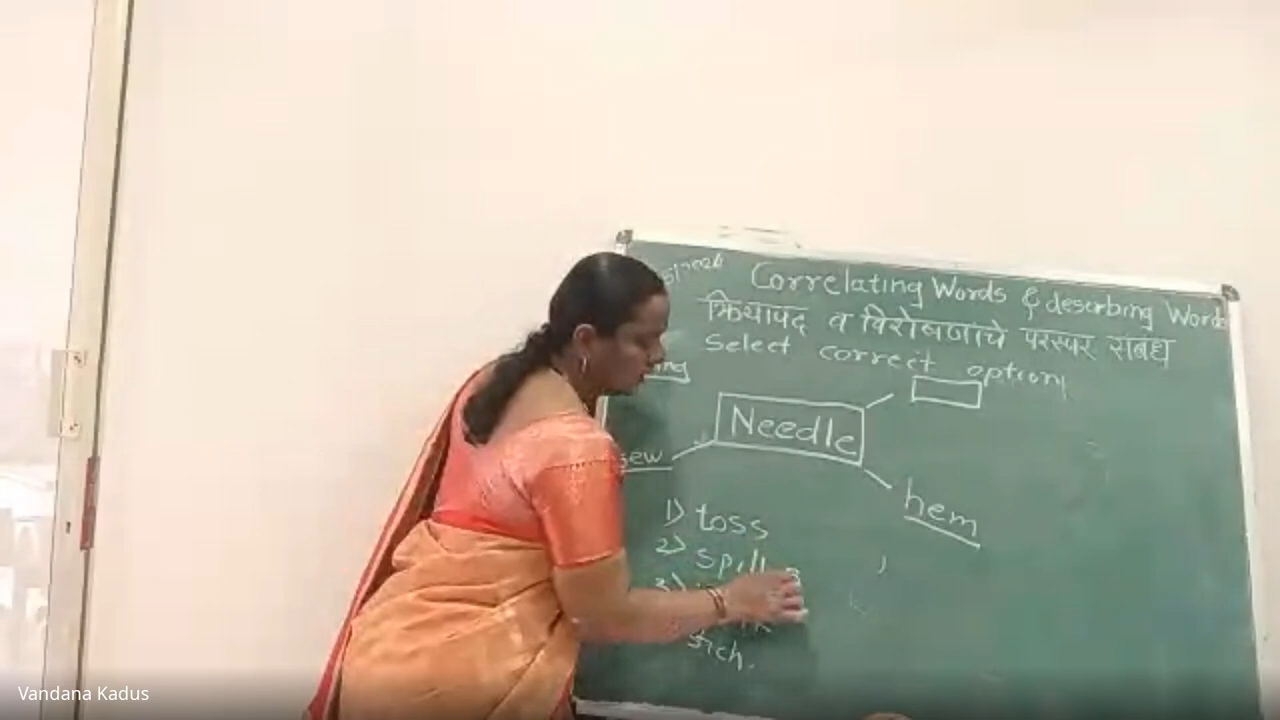 Correlating Words & describing Words
क्रियापद व विशेषणांचे परस्पर संबंध
Select correct option
Needle
sew
hem
1) toss
2) spill
3)
Vandana Kadus